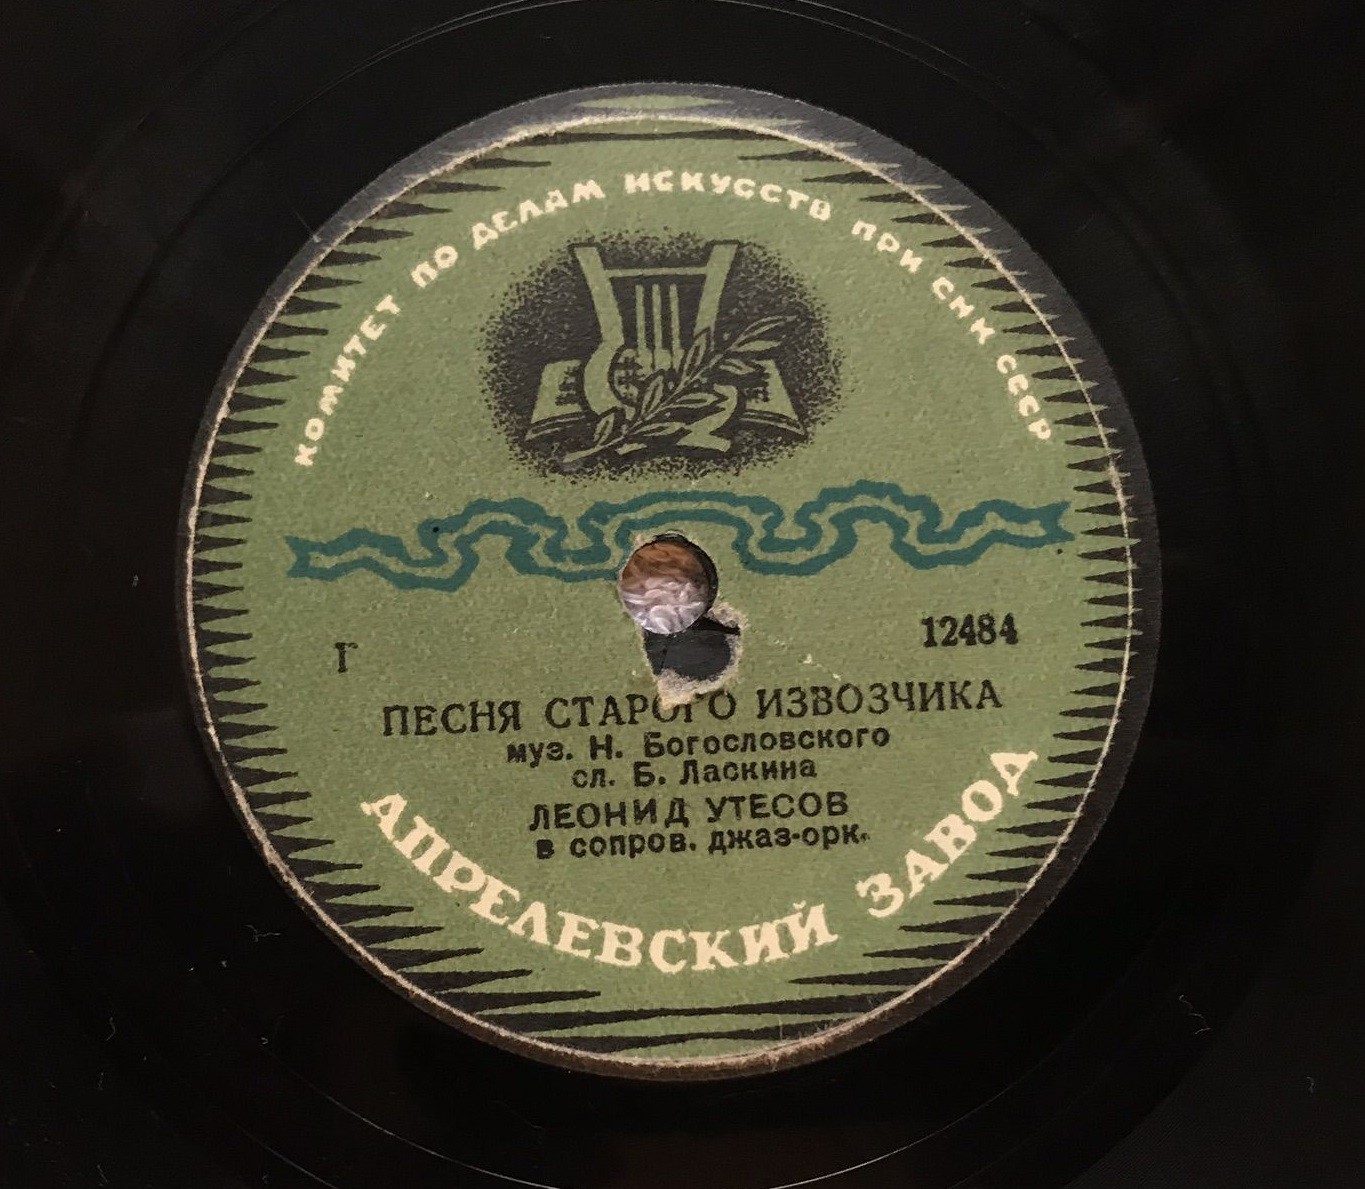 КОМИТЕТ ПО ДЕЛАМ ИСКУССТВ ПРИ СНК СССР
Г 12484
ПЕСНЯ СТАРОГО ИЗВОЗЧИКА
муз. Н. Богословского
сл. Б. Ласкина
ЛЕОНИД УТЕСОВ
в сопров. джаз-орк.
АПРЕЛЕВСКИЙ ЗАВОД